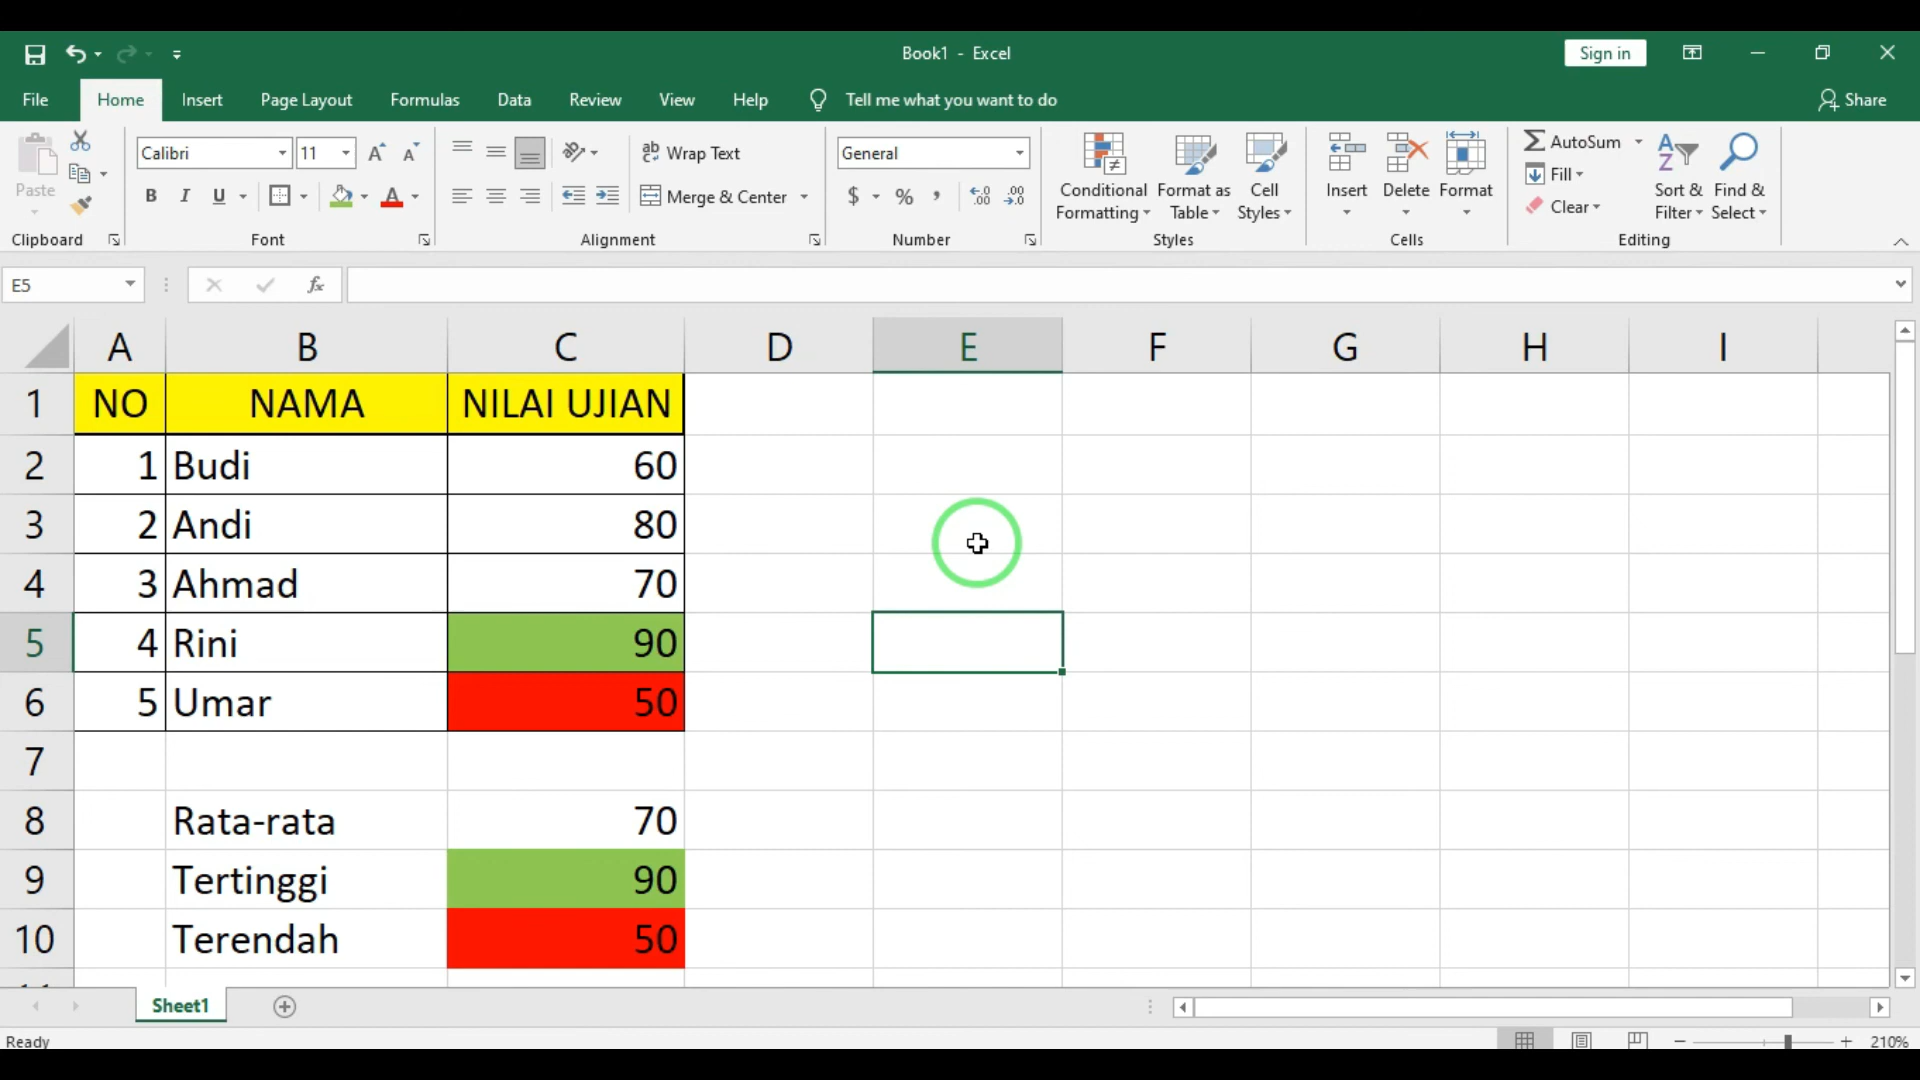 Book1 - Excel
Sign in
File Home Insert Page Layout Formulas Data Review View Help Tell me what you want to do Share
Paste
Clipboard
Calibri 11
B I U A
Font
Wrap Text
Merge & Center
Alignment
General
$ % ,
Number
Conditional Formatting
Format as Table
Cell Styles
Styles
Insert Delete Format
Cells
AutoSum
Fill
Clear
Sort & Filter
Find & Select
Editing
E5 fx
A B C D E F G H I
1 NO NAMA NILAI UJIAN
2 1 Budi 60
3 2 Andi 80
4 3 Ahmad 70
5 4 Rini 90
6 5 Umar 50
7
8 Rata-rata 70
9 Tertinggi 90
10 Terendah 50
Sheet1
Ready 210%